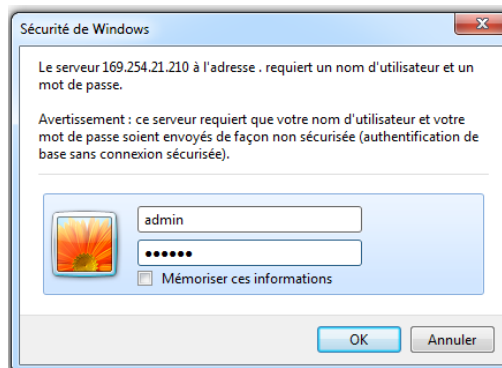 Sécurité de Windows
Le serveur 169.254.21.210 à l'adresse . requiert un nom d'utilisateur et un
mot de passe.
Avertissement : ce serveur requiert que votre nom d'utilisateur et votre
mot de passe soient envoyés de façon non sécurisée (authentification de
base sans connexion sécurisée).
admin
••••••
Mémoriser ces informations
OK
Annuler